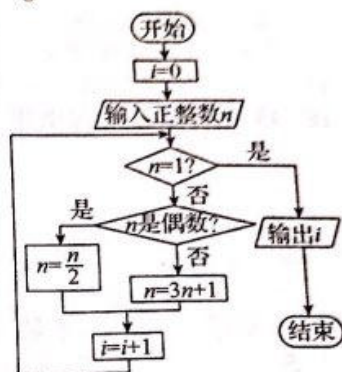 开始
i=0
输入正整数n
n=1?
是
否
n是偶数?
是
否
n=n/2
n=3n+1
i=i+1
输出i
结束